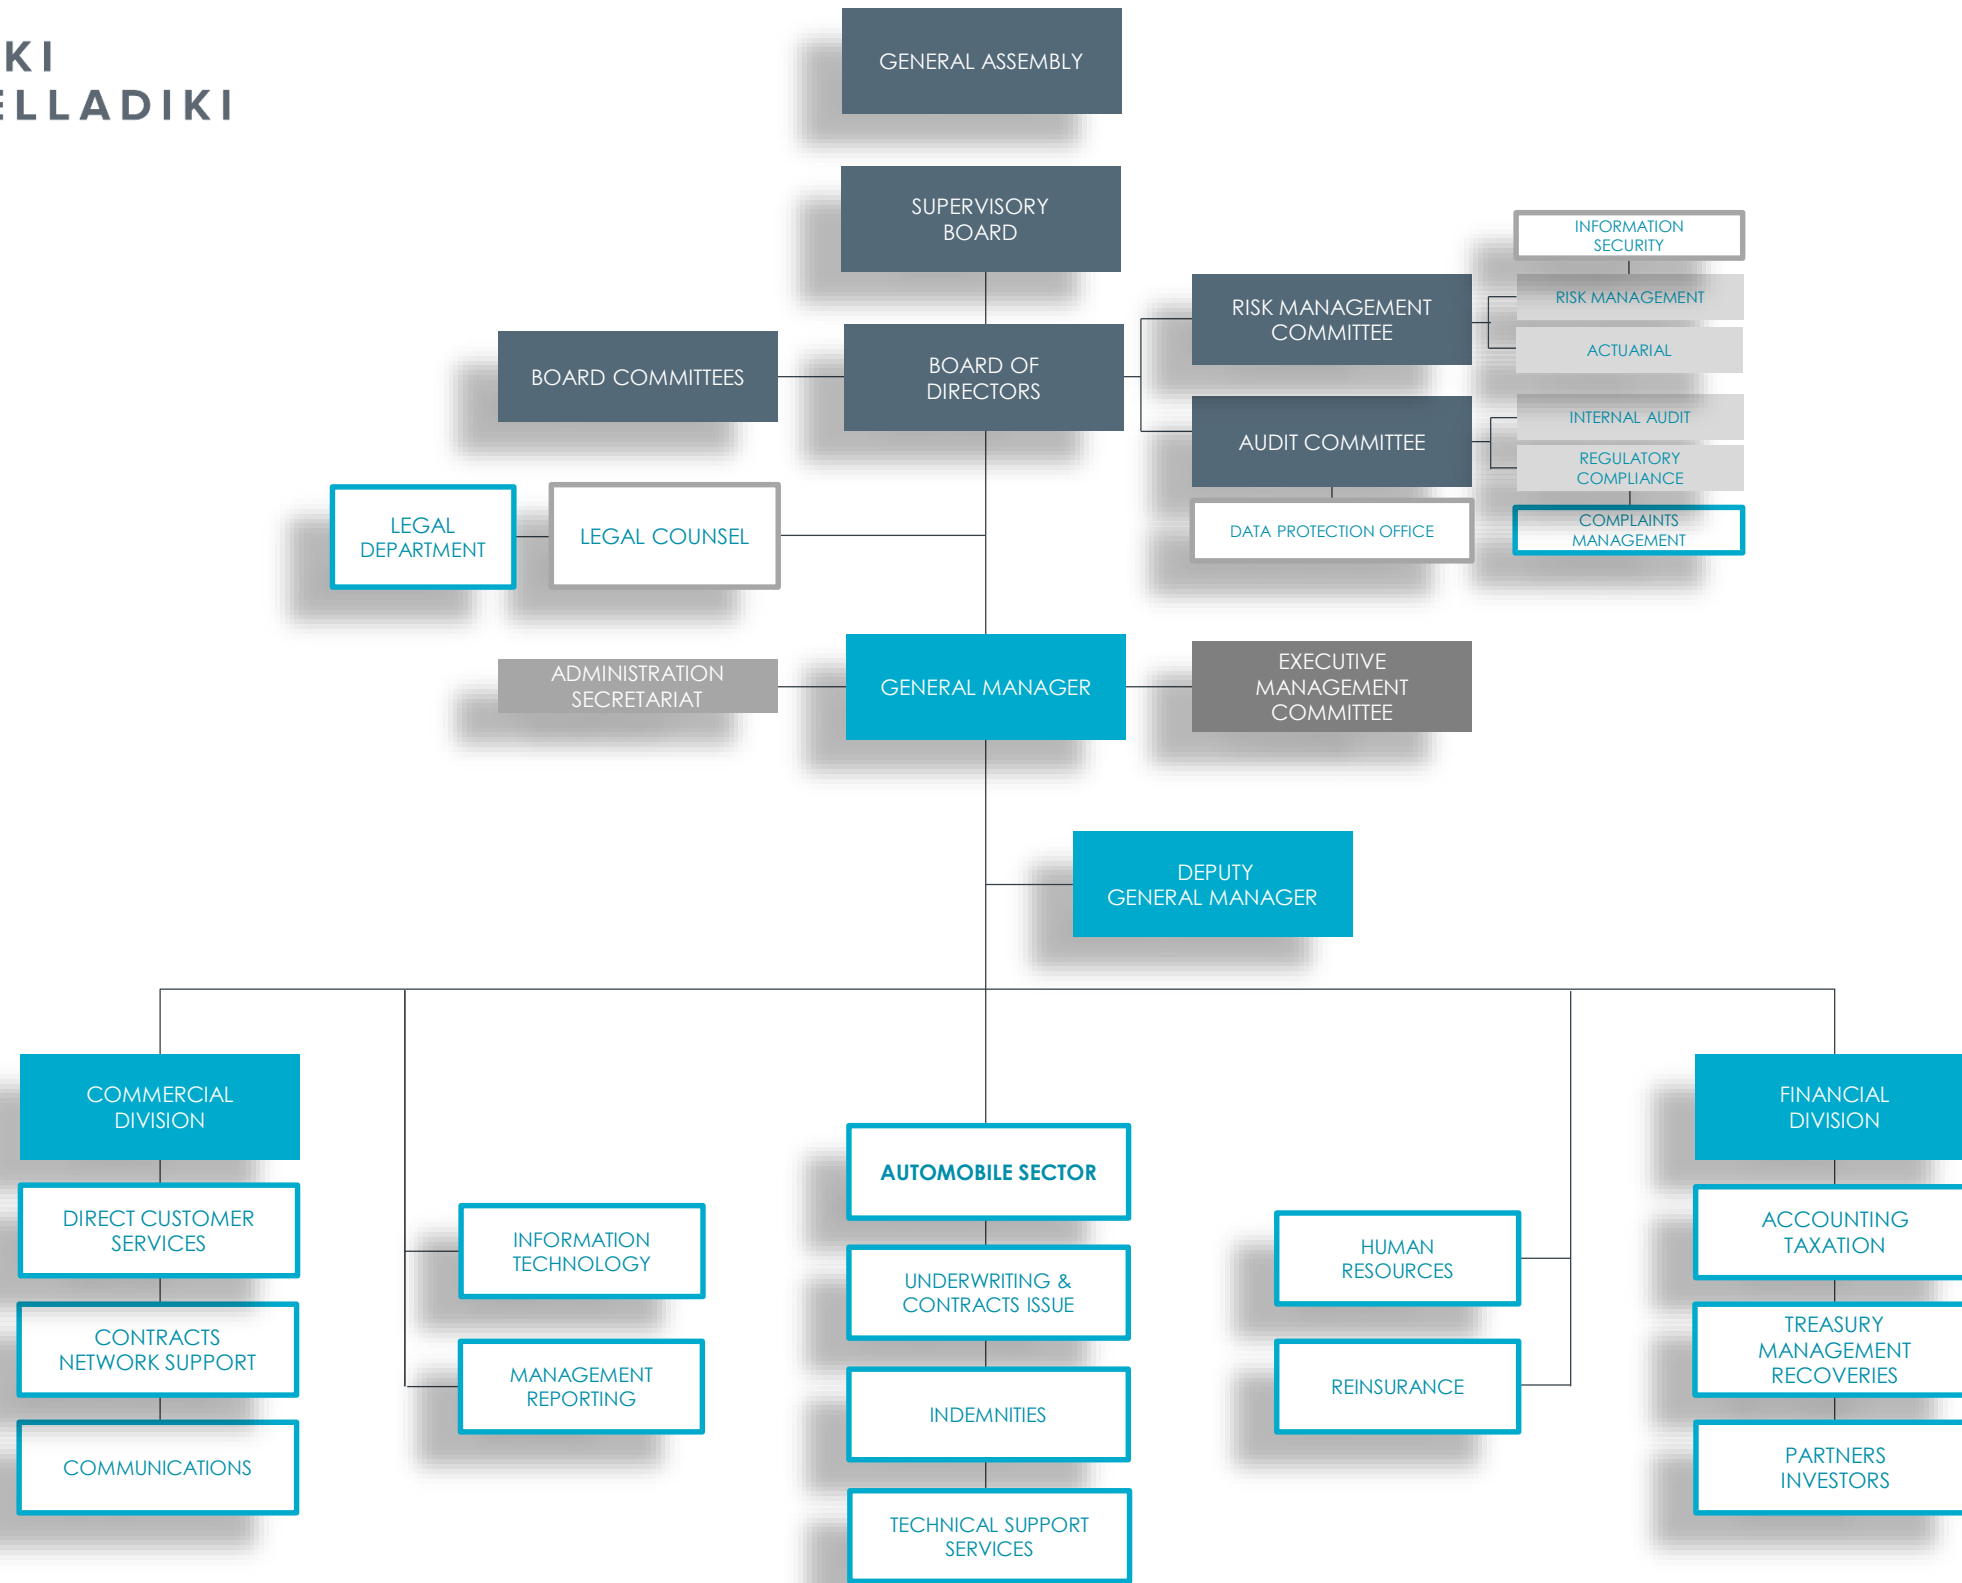 KI
ELLADIKI
GENERAL ASSEMBLY
SUPERVISORY
BOARD
INFORMATION
SECURITY
RISK MANAGEMENT
COMMITTEE
RISK MANAGEMENT
ACTUARIAL
BOARD COMMITTEES
BOARD OF
DIRECTORS
AUDIT COMMITTEE
INTERNAL AUDIT
REGULATORY
COMPLIANCE
LEGAL
DEPARTMENT
LEGAL COUNSEL
DATA PROTECTION OFFICE
COMPLAINTS
MANAGEMENT
ADMINISTRATION
SECRETARIAT
GENERAL MANAGER
EXECUTIVE
MANAGEMENT
COMMITTEE
DEPUTY
GENERAL MANAGER
COMMERCIAL
DIVISION
DIRECT CUSTOMER
SERVICES
CONTRACTS
NETWORK SUPPORT
COMMUNICATIONS
INFORMATION
TECHNOLOGY
MANAGEMENT
REPORTING
AUTOMOBILE SECTOR
UNDERWRITING &
CONTRACTS ISSUE
INDEMNITIES
TECHNICAL SUPPORT
SERVICES
HUMAN
RESOURCES
REINSURANCE
FINANCIAL
DIVISION
ACCOUNTING
TAXATION
TREASURY
MANAGEMENT
RECOVERIES
PARTNERS
INVESTORS